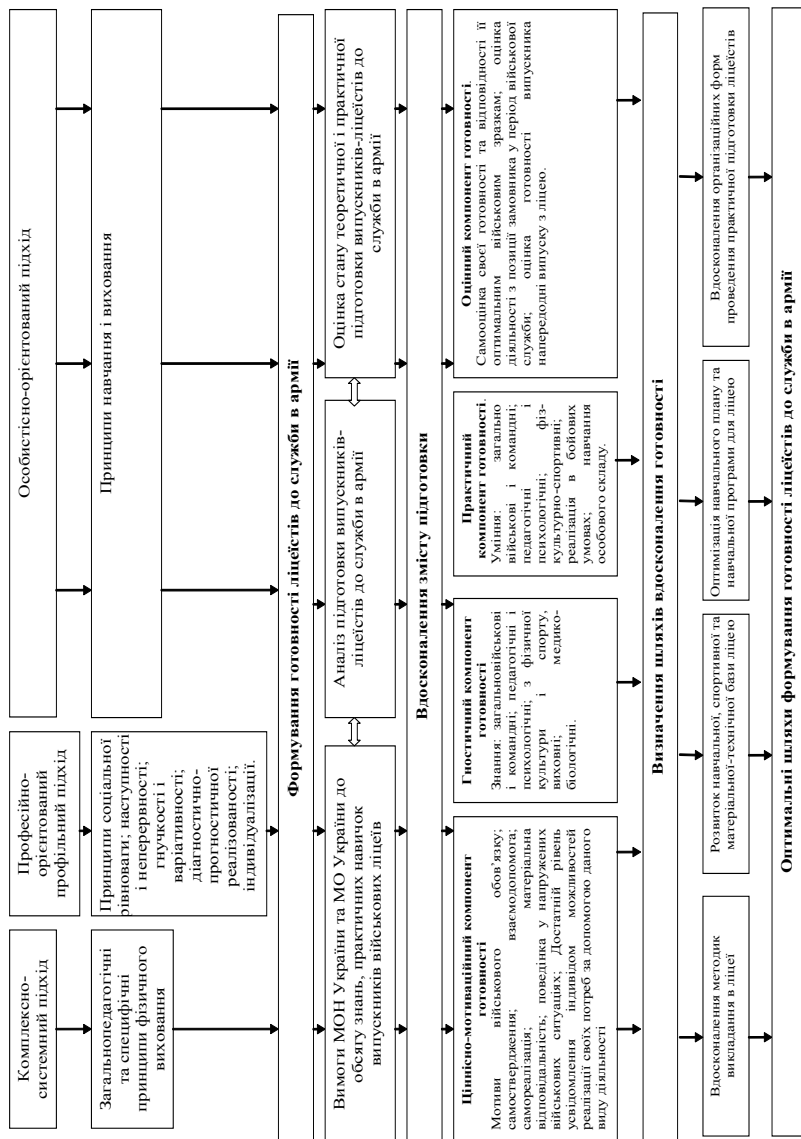 Комплексно-
системний підхід
Професійно-
орієнтований
профільний підхід
Особистісно-орієнтований підхід
Загальнопедагогічні
та специфічні
принципи фізичного
виховання
Принципи соціальної
рівноваги; наступності
і неперервності;
гнучкості і
варіативності;
діагностично-
прогностичної
реалізованості;
індивідуалізації.
Принципи навчання і виховання
Формування готовності ліцеїстів до служби в армії
Вимоги МОН України та МО України до
обсягу знань, практичних навичок
випускників військових ліцеїв
Аналіз підготовки випускників-
ліцеїстів до служби в армії
Оцінка стану теоретичної і практичної
підготовки випускників-ліцеїстів до
служби в армії
Вдосконалення змісту підготовки
Ціннісно-мотиваційний компонент
готовності
Мотиви військового обов’язку;
самоствердження; взаємодопомога;
самореалізація; матеріальна
відповідальність; поведінка у напружених
військових ситуаціях; Достатній рівень
усвідомлення індивідом можливостей
реалізації своїх потреб за допомогою даного
виду діяльності
Гностичний компонент
готовності
Знання: загальновійськові
і командні; педагогічні і
психологічні; з фізичної
культури і спорту,
виховні; медико-
біологічні.
Практичний
компонент готовності.
Уміння: загально
військові і командні;
педагогічні і
психологічні; фіз-
культурно-спортивні;
реалізація в бойових
умовах; навчання
особового складу.
Оцінний компонент готовності.
Самооцінка своєї готовності та відповідності її
оптимальним військовим зразкам; оцінка
діяльності з позиції замовника у період військової
служби; оцінка готовності випускника
напередодні випуску з ліцею.
Визначення шляхів вдосконалення готовності
Вдосконалення методик
викладання в ліцеї
Розвиток навчальної, спортивної та
матеріальної-технічної бази ліцею
Оптимізація навчального плану та
навчальної програми для ліцею
Вдосконалення організаційних форм
проведення практичної підготовки ліцеїстів
Оптимальні шляхи формування готовності ліцеїстів до служби в армії